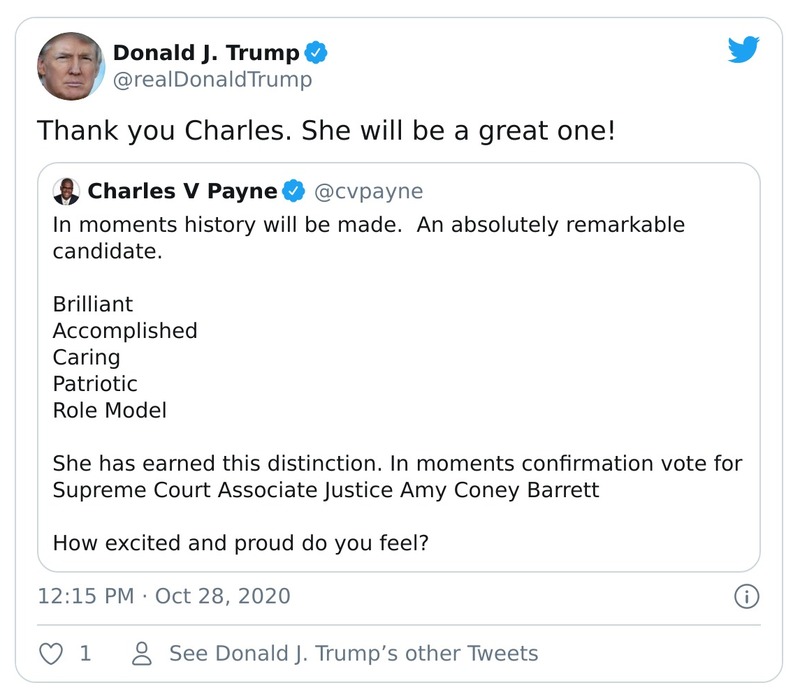 Donald J. Trump
@realDonaldTrump
Thank you Charles. She will be a great one!
Charles V Payne @cvpayne
In moments history will be made.  An absolutely remarkable
candidate.
Brilliant
Accomplished
Caring
Patriotic
Role Model
She has earned this distinction. In moments confirmation vote for
Supreme Court Associate Justice Amy Coney Barrett
How excited and proud do you feel?
12:15 PM · Oct 28, 2020
1 See Donald J. Trump’s other Tweets